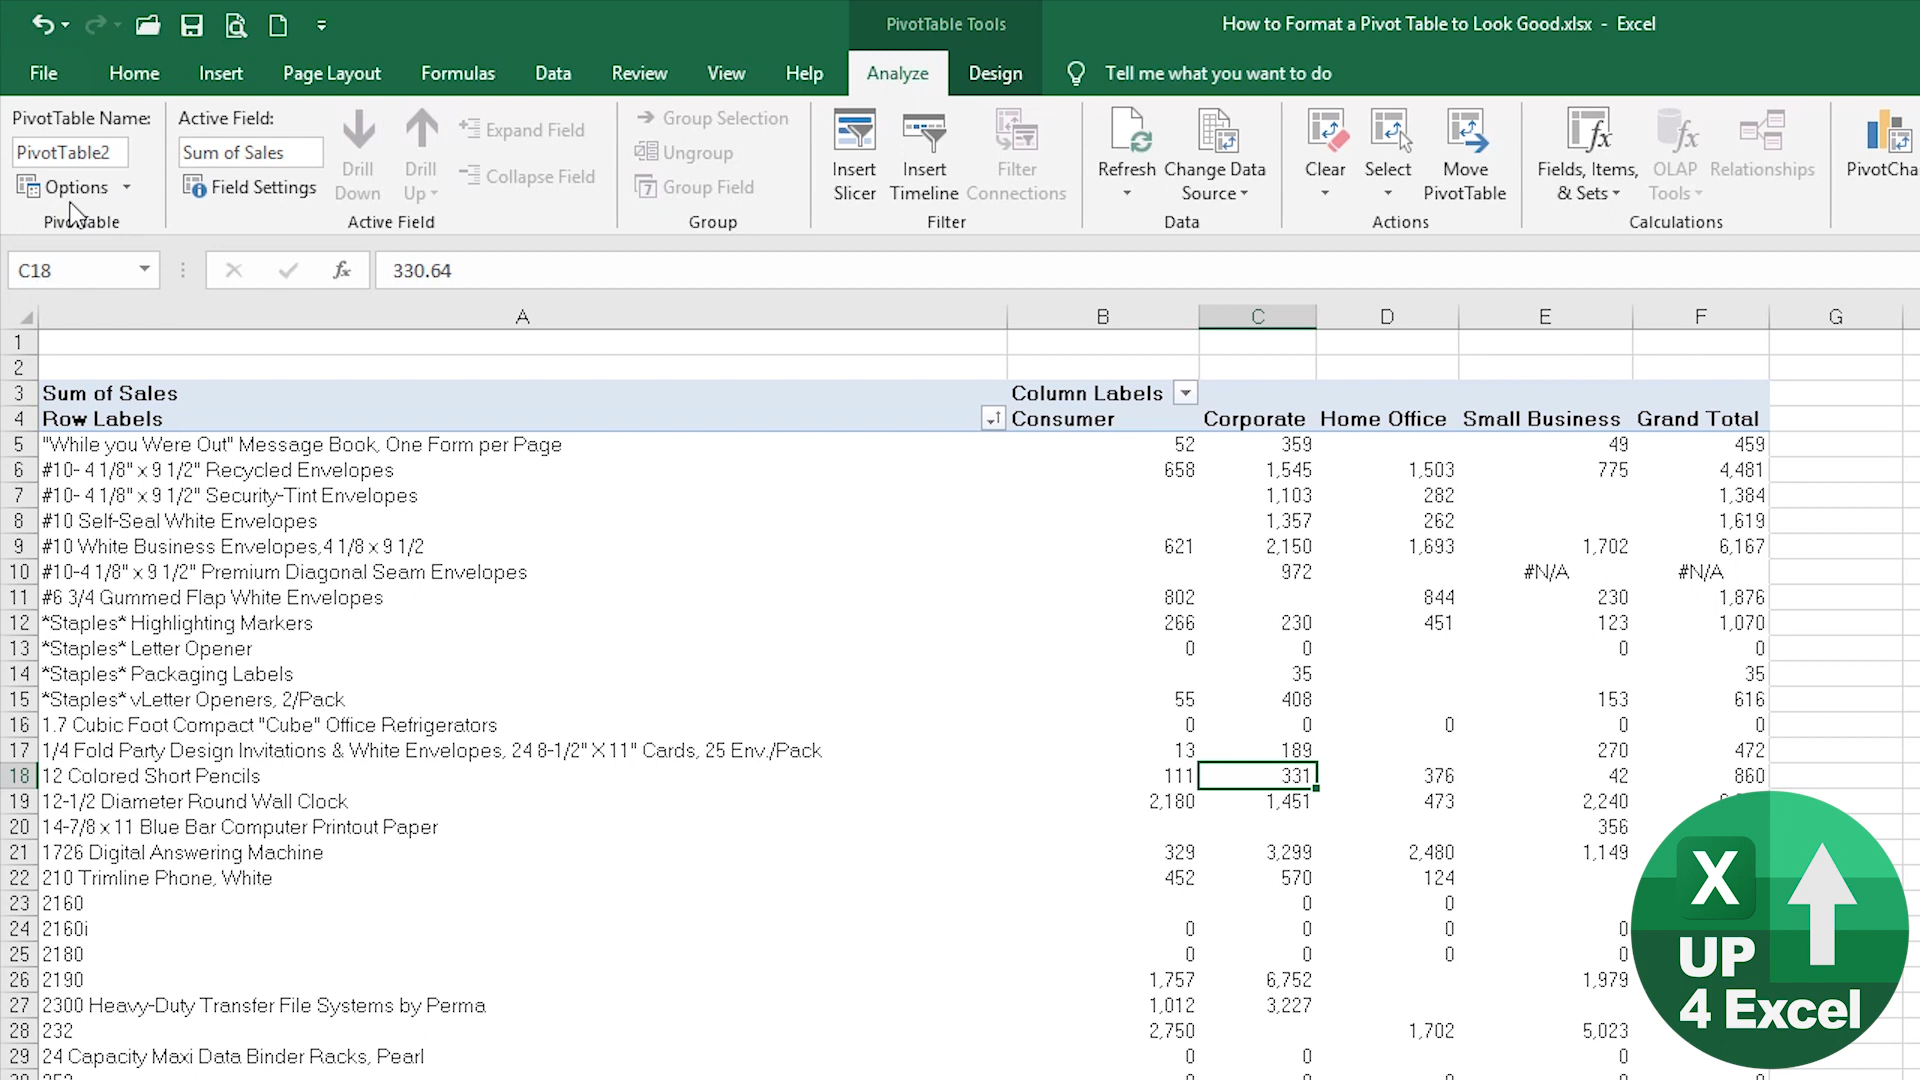 PivotTable Tools
How to Format a Pivot Table to Look Good.xlsx - Excel
File Home Insert Page Layout Formulas Data Review View Help Analyze Design Tell me what you want to do
PivotTable Name:
PivotTable2
Options
PivotTable
Active Field:
Sum of Sales
Field Settings
Drill Down
Drill Up
Expand Field
Collapse Field
Active Field
Group Selection
Ungroup
Group Field
Group
Insert Slicer
Insert Timeline
Filter Connections
Filter
Refresh
Change Data Source
Data
Clear
Select
Move PivotTable
Actions
Fields, Items, & Sets
OLAP Tools
Relationships
Calculations
PivotCha
C18 fx 330.64
A B C D E F G
1
2
3 Sum of Sales Column Labels
4 Row Labels Consumer Corporate Home Office Small Business Grand Total
5 "While you Were Out" Message Book, One Form per Page 52 359 49 459
6 #10- 4 1/8" x 9 1/2" Recycled Envelopes 658 1,545 1,503 775 4,481
7 #10- 4 1/8" x 9 1/2" Security-Tint Envelopes 1,103 282 1,384
8 #10 Self-Seal White Envelopes 1,357 262 1,619
9 #10 White Business Envelopes,4 1/8 x 9 1/2 621 2,150 1,693 1,702 6,167
10 #10-4 1/8" x 9 1/2" Premium Diagonal Seam Envelopes 972 #N/A #N/A
11 #6 3/4 Gummed Flap White Envelopes 802 844 230 1,876
12 *Staples* Highlighting Markers 266 230 451 123 1,070
13 *Staples* Letter Opener 0 0 0 0
14 *Staples* Packaging Labels 35 35
15 *Staples* vLetter Openers, 2/Pack 55 408 153 616
16 1.7 Cubic Foot Compact "Cube" Office Refrigerators 0 0 0 0 0
17 1/4 Fold Party Design Invitations & White Envelopes, 24 8-1/2" X 11" Cards, 25 Env./Pack 13 189 270 472
18 12 Colored Short Pencils 111 331 376 42 860
19 12-1/2 Diameter Round Wall Clock 2,180 1,451 473 2,240
20 14-7/8 x 11 Blue Bar Computer Printout Paper 356
21 1726 Digital Answering Machine 329 3,299 2,480 1,149
22 210 Trimline Phone, White 452 570 124
23 2160 0 0
24 2160i 0 0 0 0
25 2180 0 0 0 0
26 2190 1,757 6,752 1,979
27 2300 Heavy-Duty Transfer File Systems by Perma 1,012 3,227
28 232 2,750 1,702 5,023
29 24 Capacity Maxi Data Binder Racks, Pearl 0 0 0
X
UP
4 Excel